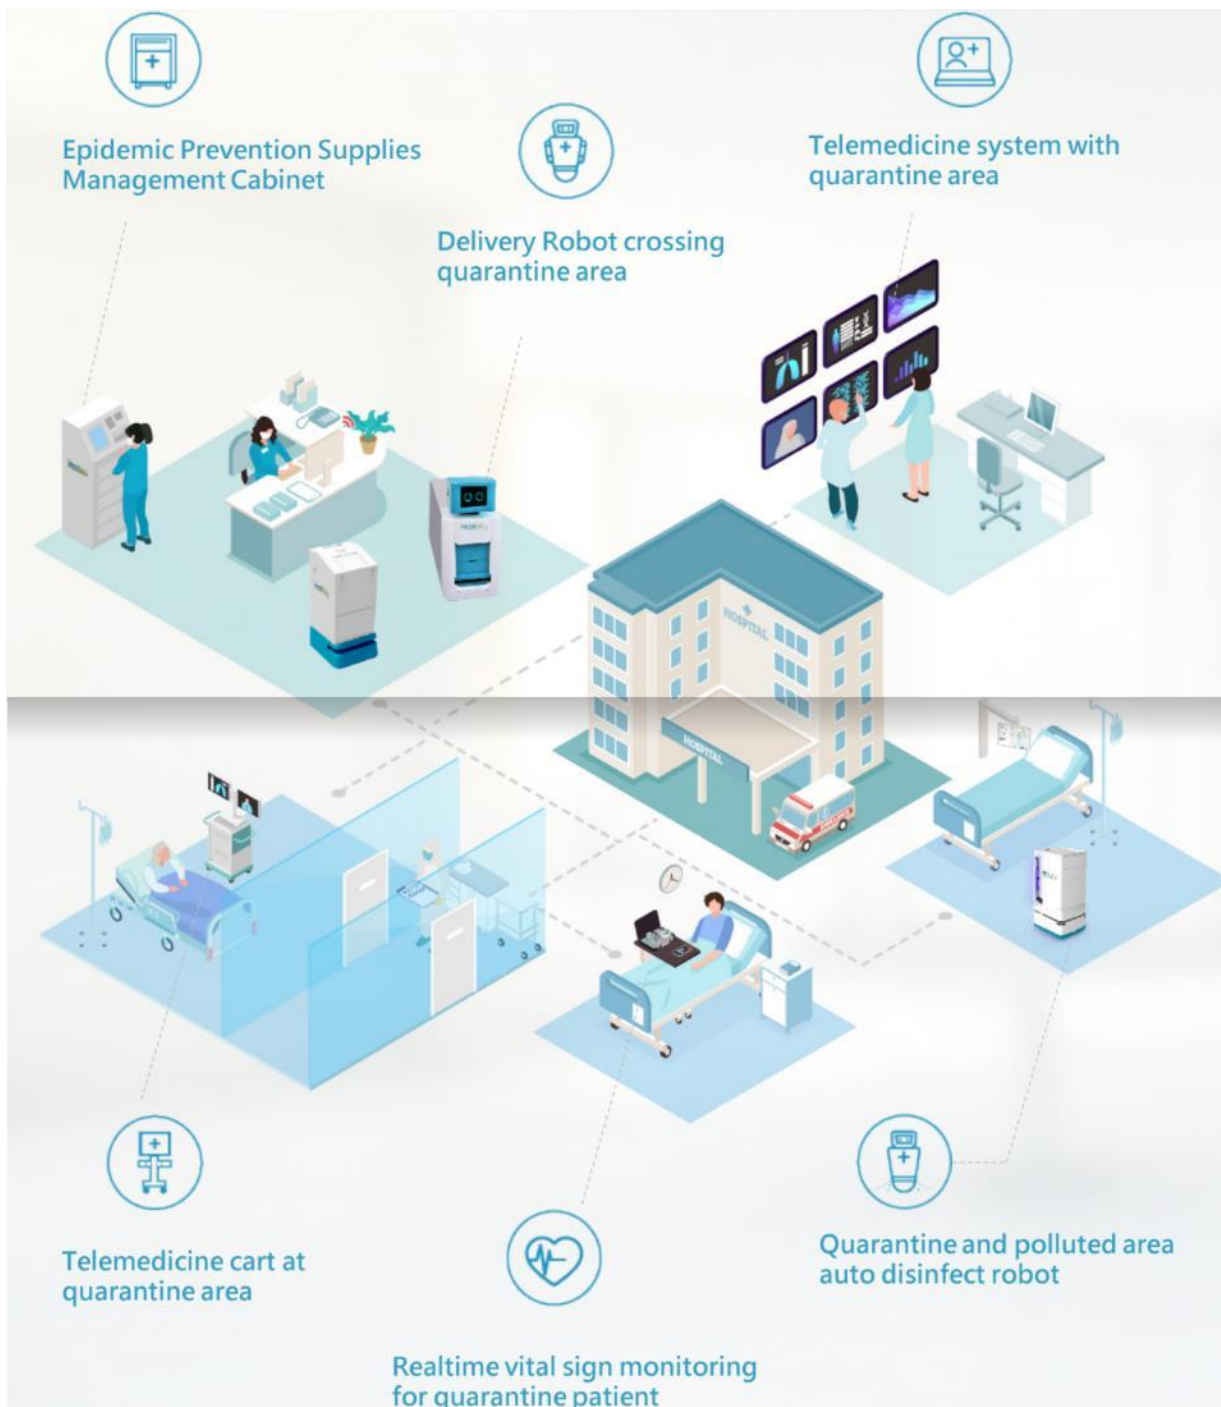 Epidemic Prevention Supplies
Management Cabinet
Delivery Robot crossing
quarantine area
Telemedicine system with
quarantine area
HOSPITAL
HOSPITAL
Telemedicine cart at
quarantine area
Realtime vital sign monitoring
for quarantine patient
Quarantine and polluted area
auto disinfect robot